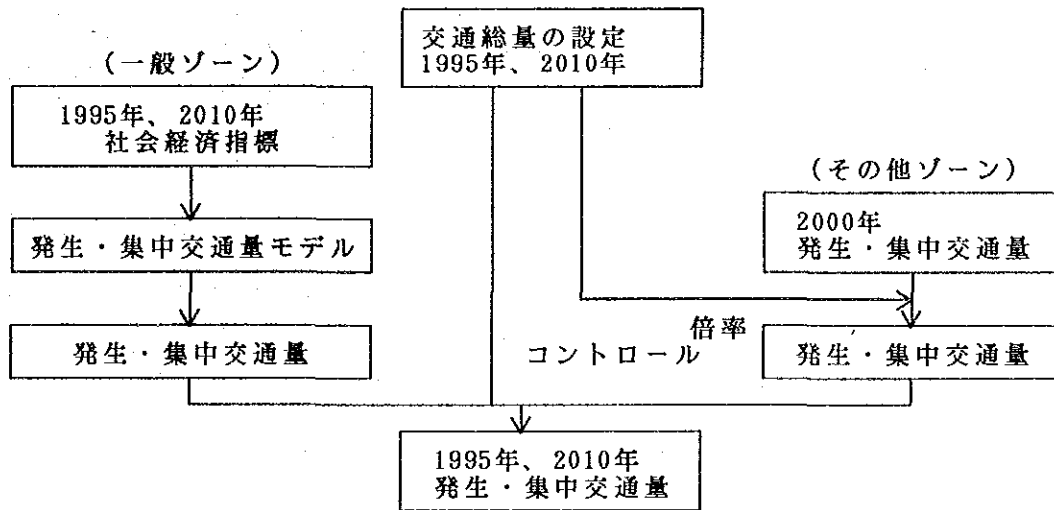 交通総量の設定
1995年、2010年
(一般ゾーン)
1995年、2010年
社会経済指標
(その他ゾーン)
発生・集中交通量モデル
2000年
発生・集中交通量
倍率
発生・集中交通量
コントロール
発生・集中交通量
1995年、2010年
発生・集中交通量